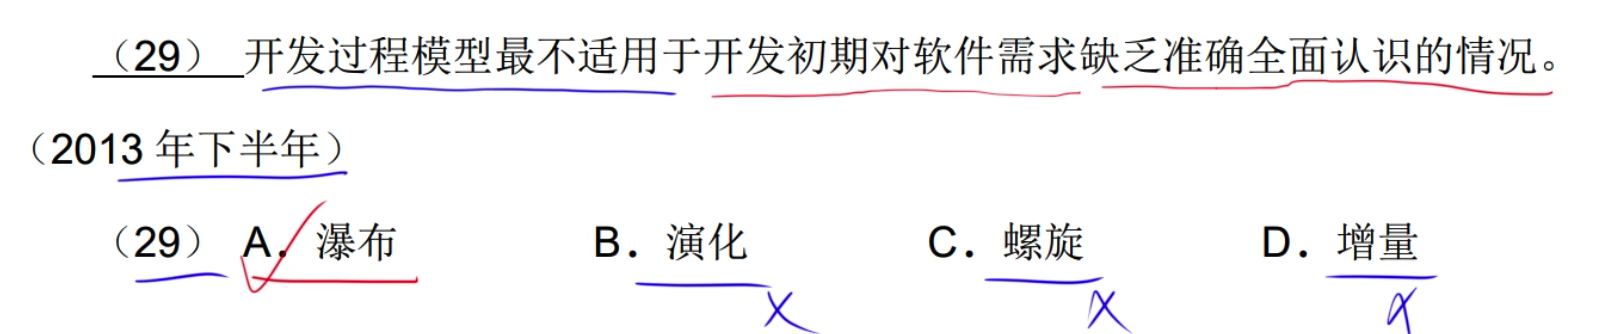 （29） 开发过程模型最不适用于开发初期对软件需求缺乏准确全面认识的情况。
（2013 年下半年）
（29） A．瀑布 B．演化 C．螺旋 D．增量